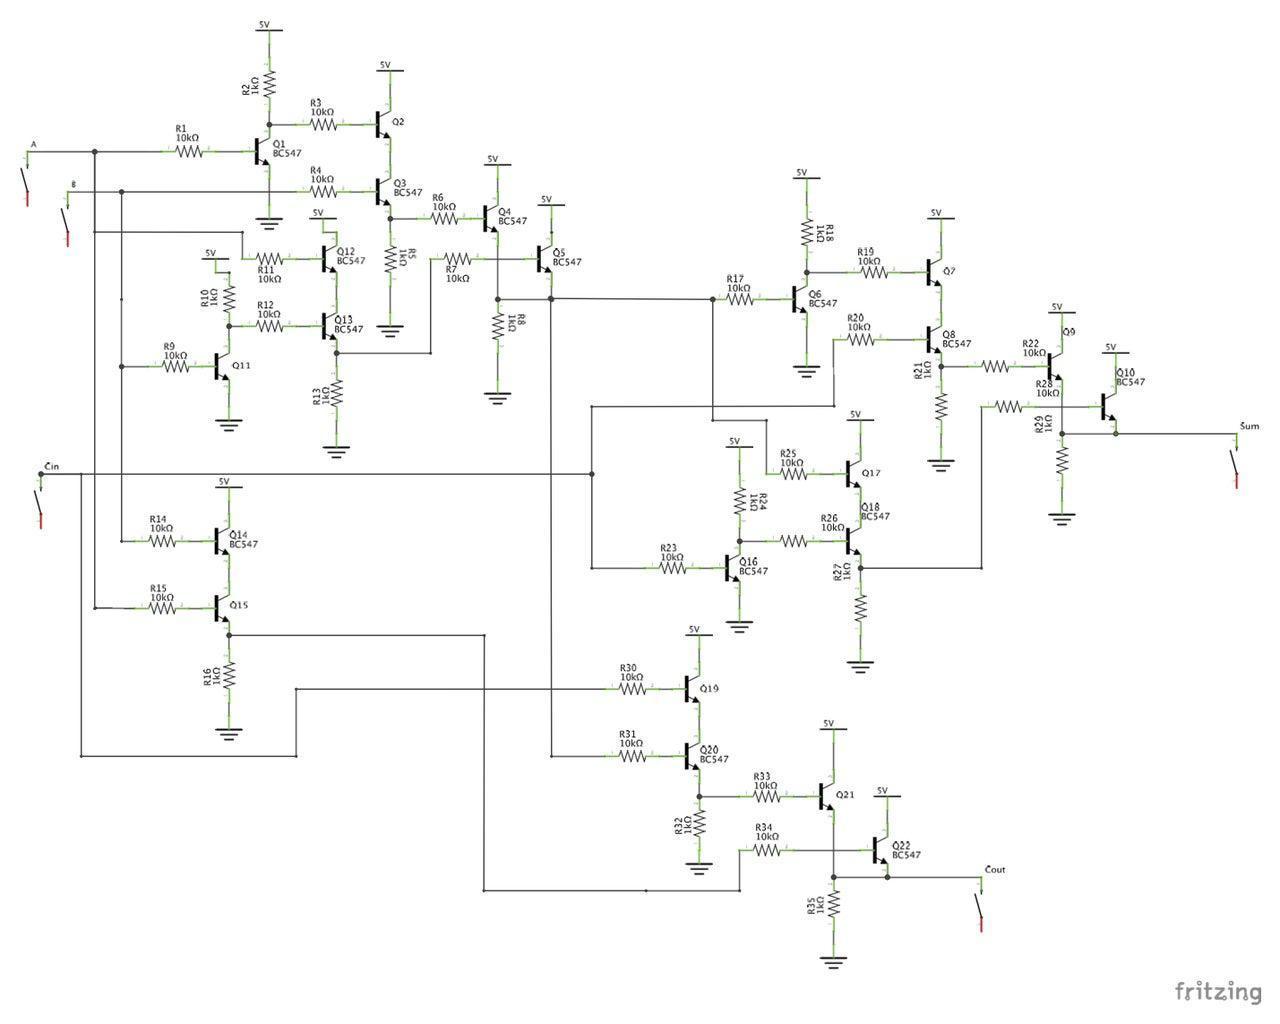 5V
R2
1kΩ
5V
R3
10kΩ
Q2
A
R1
10kΩ
Q1
BC547
B
R4
10kΩ
Q3
BC547
5V
R6
10kΩ
Q4
BC547
5V
5V
Q12
BC547
R11
10kΩ
R5
1kΩ
R7
10kΩ
Q5
BC547
5V
R10
1kΩ
R12
10kΩ
Q13
BC547
R8
1kΩ
R9
10kΩ
Q11
R13
1kΩ
5V
R18
1kΩ
R17
10kΩ
Q6
BC547
5V
R19
10kΩ
Q7
R20
10kΩ
Q8
BC547
R21
1kΩ
5V
Q9
R22
10kΩ
5V
Q10
BC547
R28
10kΩ
R29
1kΩ
Sum
Cin
5V
R14
10kΩ
Q14
BC547
R15
10kΩ
Q15
R16
1kΩ
5V
R24
1kΩ
5V
R25
10kΩ
Q17
R23
10kΩ
Q16
BC547
R26
10kΩ
Q18
BC547
R27
1kΩ
5V
R30
10kΩ
Q19
R31
10kΩ
Q20
BC547
R32
1kΩ
5V
R33
10kΩ
Q21
5V
R34
10kΩ
Q22
BC547
R35
1kΩ
Cout
fritzing